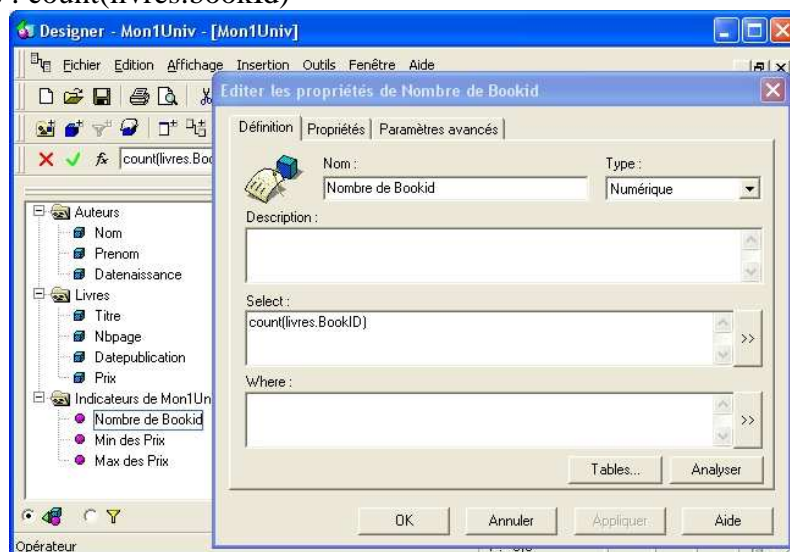 : count(livres.bookid)
Designer - Mon1Univ - [Mon1Univ]
Fichier Edition Affichage Insertion Outils Fenêtre Aide
Editer les propriétés de Nombre de Bookid
Définition Propriétés Paramètres avancés
count(livres.Boo
Nom :
Type :
Nombre de Bookid
Numérique
Description :
Auteurs
Nom
Prenom
Datenaissance
Livres
Titre
Nbpage
Datepublication
Prix
Indicateurs de Mon1Un
Nombre de Bookid
Min des Prix
Max des Prix
Select :
count(livres.BookID)
>>
Where :
>>
Tables... Analyser
OK Annuler Appliquer Aide
Opérateur